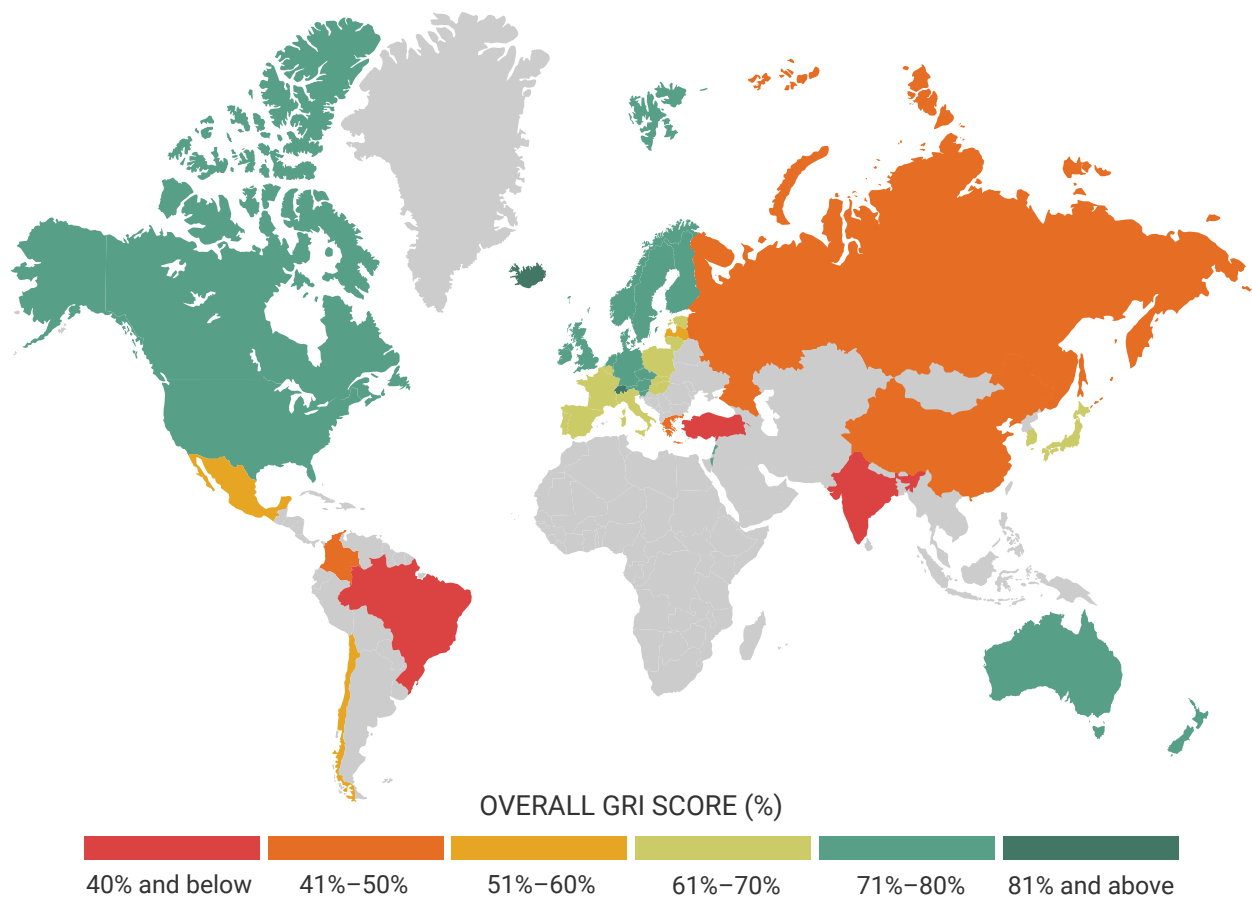 OVERALL GRI SCORE (%)
40% and below 41%–50% 51%–60% 61%–70% 71%–80% 81% and above